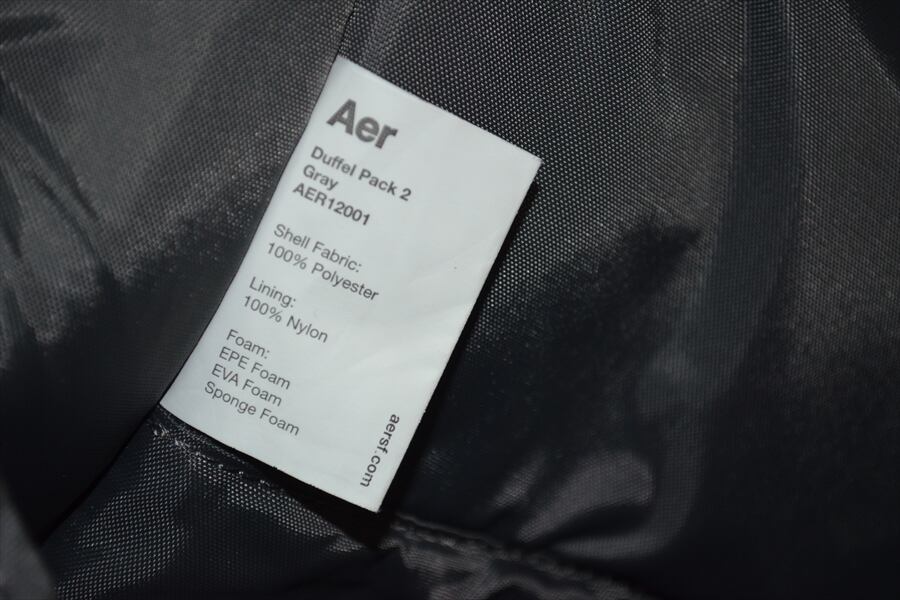 Aer
Duffel Pack 2
Gray
AER12001
Shell Fabric:
100% Polyester
Lining:
100% Nylon
Foam:
EPE Foam
EVA Foam
Sponge Foam
aersf.com